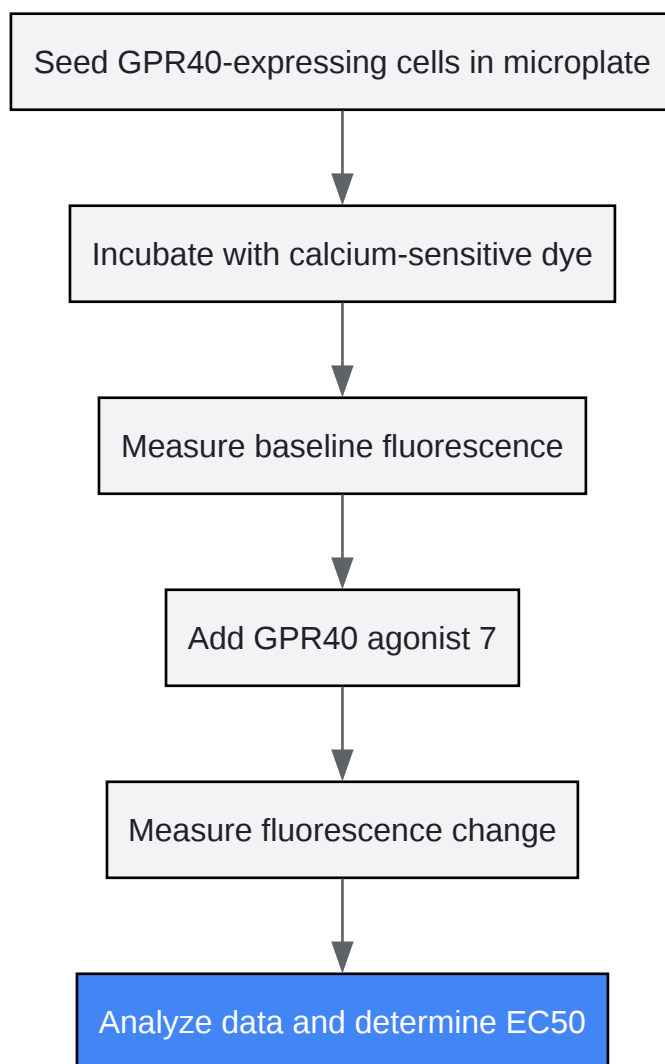 Seed GPR40-expressing cells in microplate
Incubate with calcium-sensitive dye
Measure baseline fluorescence
Add GPR40 agonist 7
Measure fluorescence change
Analyze data and determine EC50